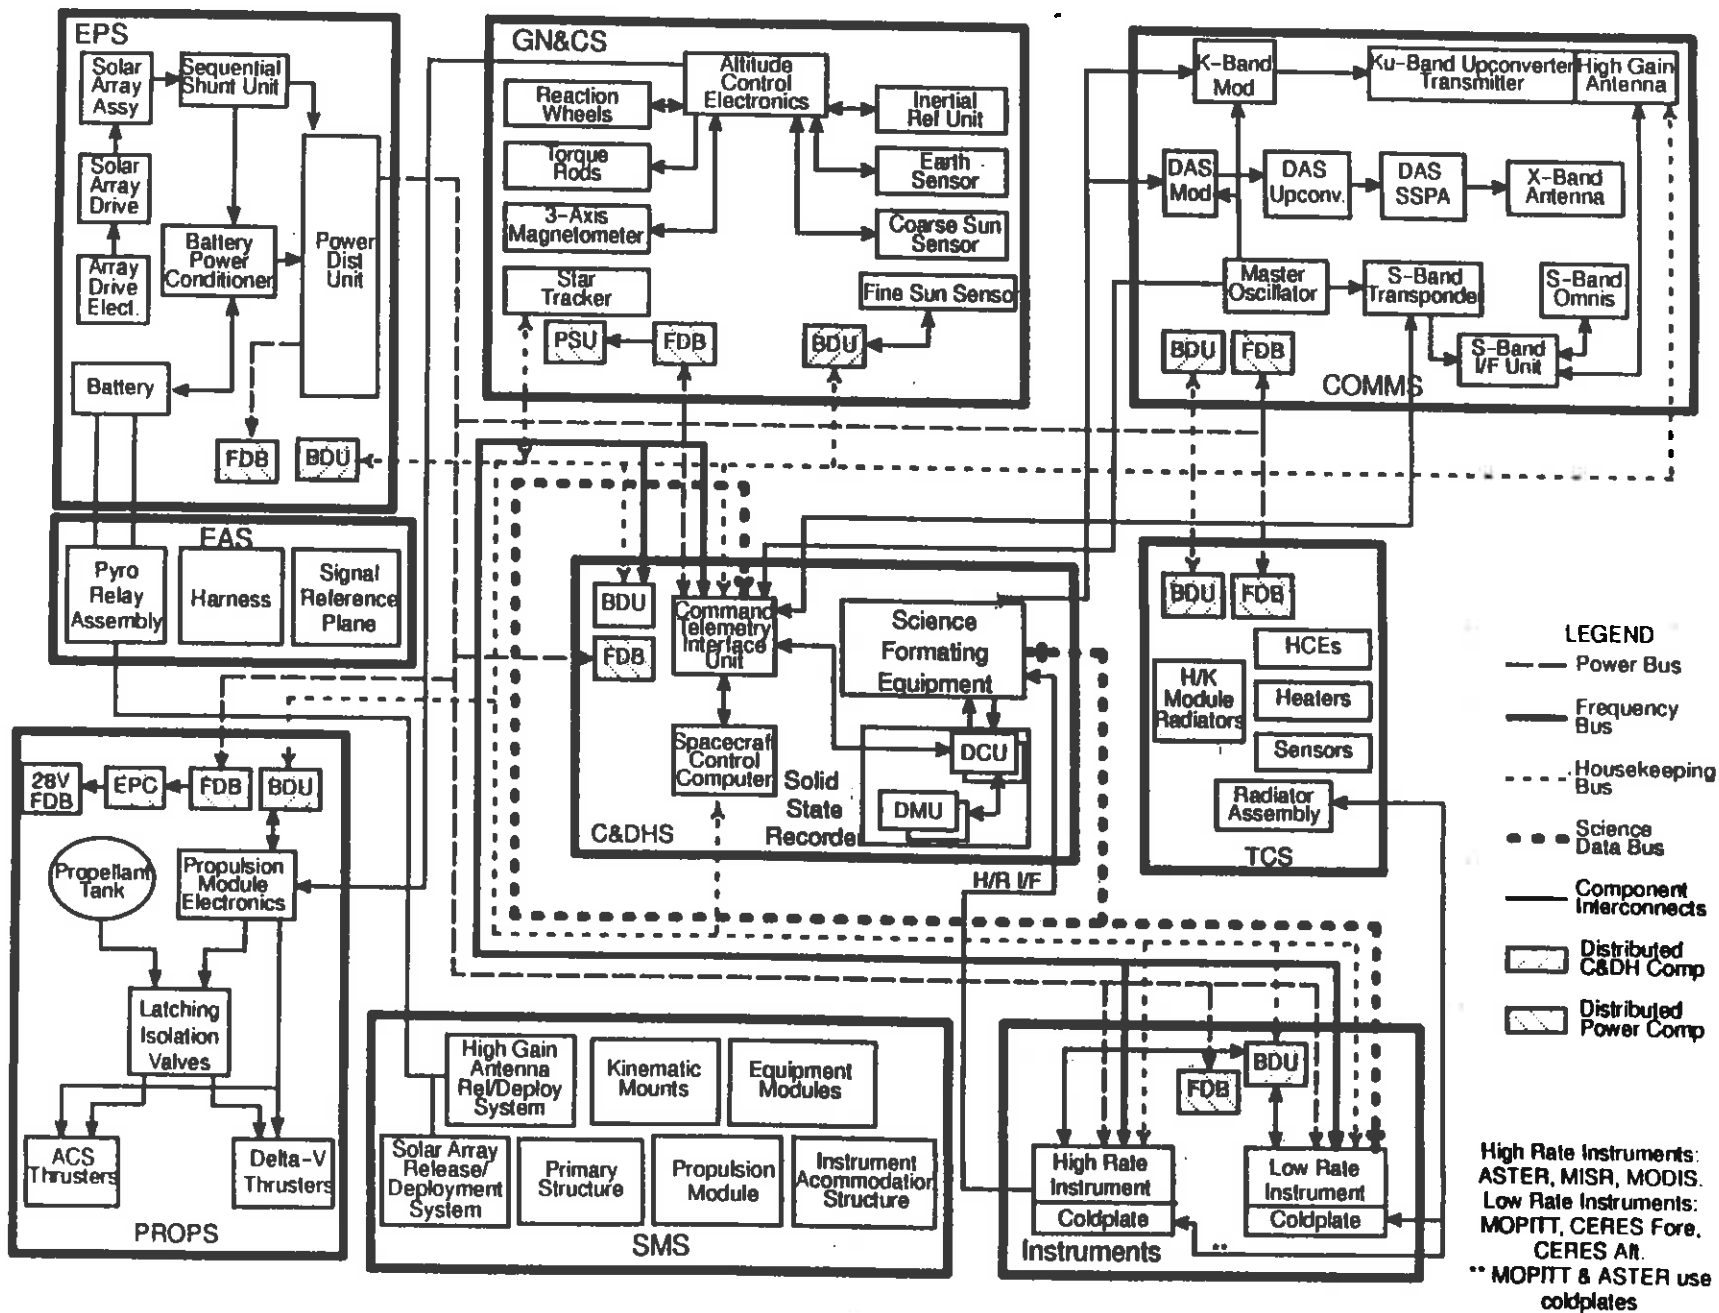 EPS
Solar
Array
Assy
Sequential
Shunt Unit
Solar
Array
Drive
Array
Drive
Elect.
Battery
Power
Conditioner
Power
Dist
Unit
Battery
FDB
BDU
GN&CS
Altitude
Control
Electronics
Reaction
Wheels
Torque
Rods
3-Axis
Magnetometer
Star
Tracker
PSU
FDB
Inertial
Ref Unit
Earth
Sensor
Coarse Sun
Sensor
Fine Sun Sensor
BDU
K-Band
Mod
Ku-Band Upconverter
Transmitter
High Gain
Antenna
DAS
Mod
DAS
Upconv.
DAS
SSPA
X-Band
Antenna
Master
Oscillator
S-Band
Transponder
S-Band
Omnis
BDU
FDB
S-Band
I/F Unit
COMMS
EAS
Pyro
Relay
Assembly
Harness
Signal
Reference
Plane
BDU
FDB
Command
Telemetry
Interface
Unit
Science
Formating
Equipment
Spacecraft
Control
Computer
Solid
State
Recorder
DCU
DMU
C&DHS
H/R I/F
BDU
FDB
HCEs
H/K
Module
Radiators
Heaters
Sensors
Radiator
Assembly
TCS
LEGEND
Power Bus
Frequency
Bus
Housekeeping
Bus
Science
Data Bus
Component
Interconnects
Distributed
C&DH Comp
Distributed
Power Comp
28V
FDB
EPC
FDB
BDU
Propellant
Tank
Propulsion
Module
Electronics
Latching
Isolation
Valves
ACS
Thrusters
Delta-V
Thrusters
PROPS
High Gain
Antenna
Rel/Deploy
System
Kinematic
Mounts
Equipment
Modules
Solar Array
Release/
Deployment
System
Primary
Structure
Propulsion
Module
Instrument
Acommodation
Structure
SMS
BDU
FDB
High Rate
Instrument
Coldplate
Low Rate
Instrument
Coldplate
Instruments
**
High Rate Instruments:
ASTER, MISR, MODIS.
Low Rate Instruments:
MOPITT, CERES Fore,
CERES Aft.
** MOPITT & ASTER use
coldplates